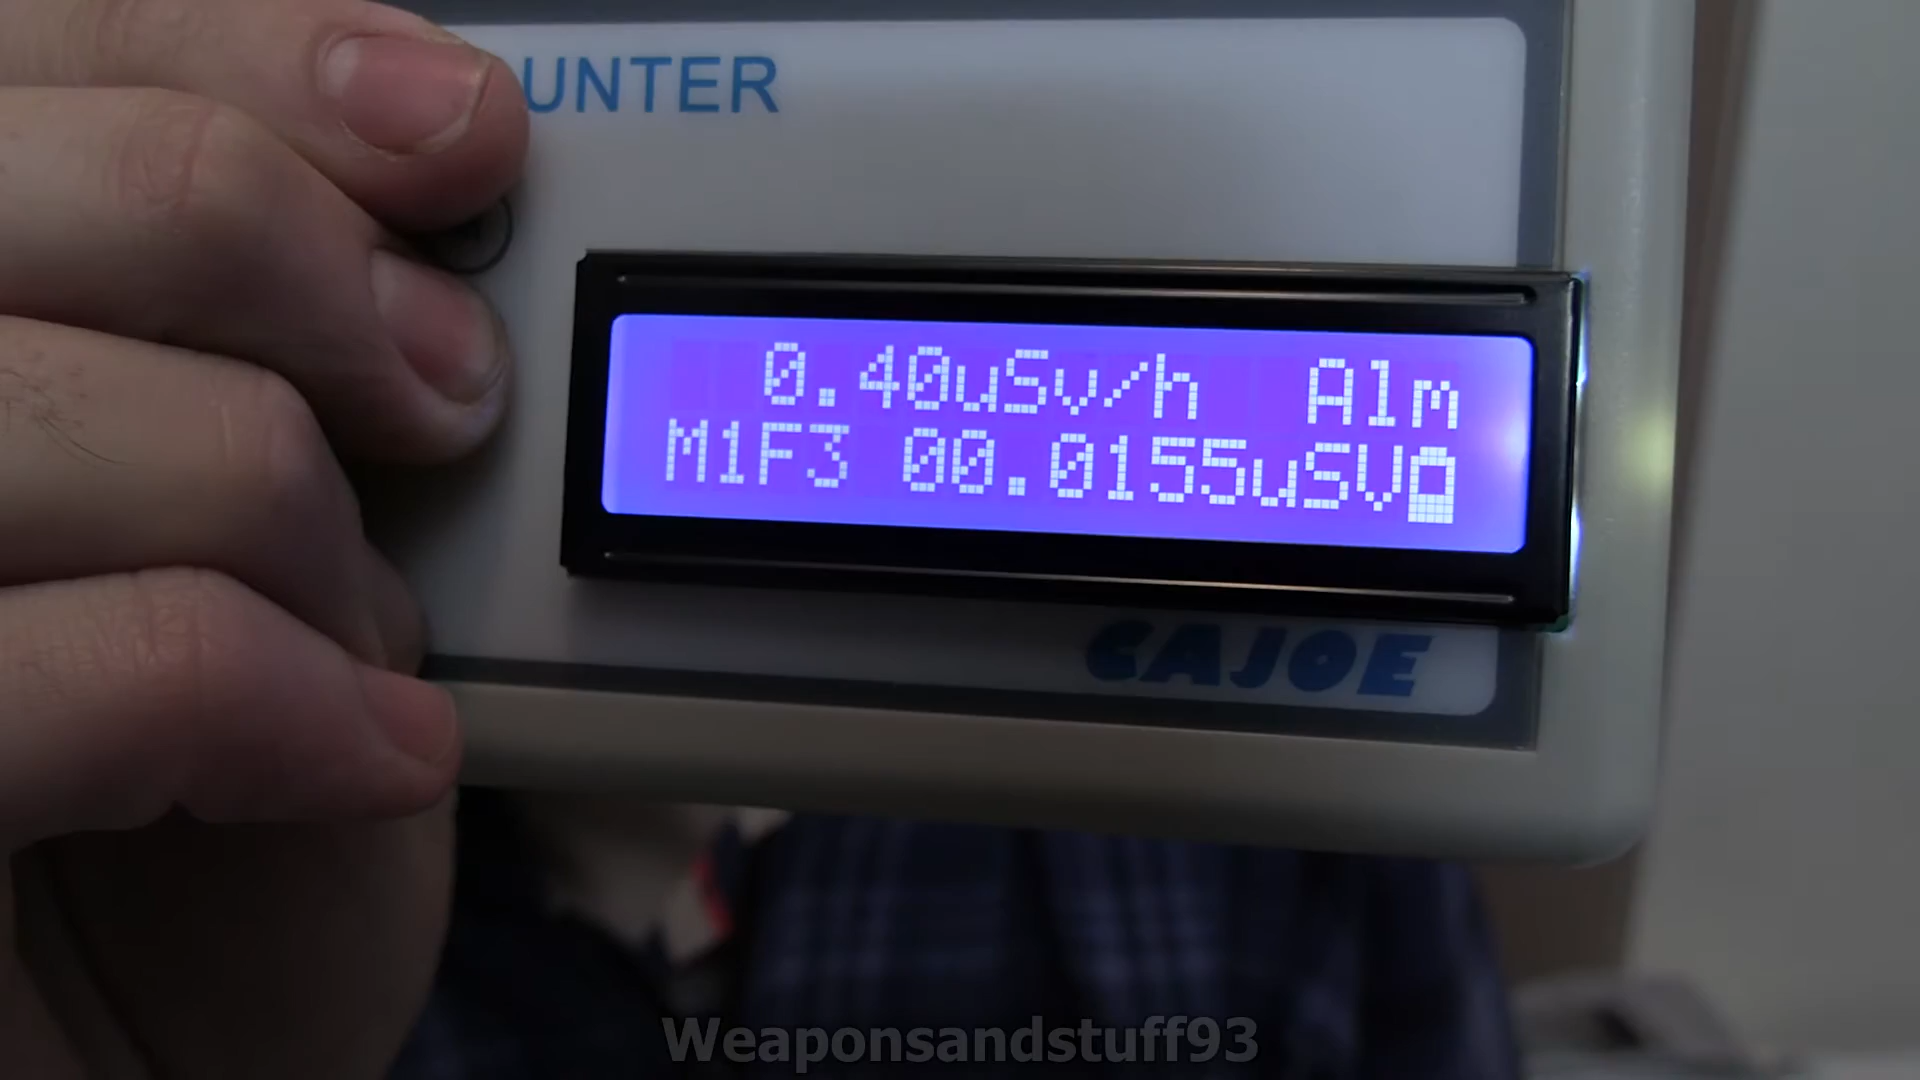 UNTER
0.40uSv/h Alm
M1F3 00.0155uSV
CAJOE
Weaponsandstuff93